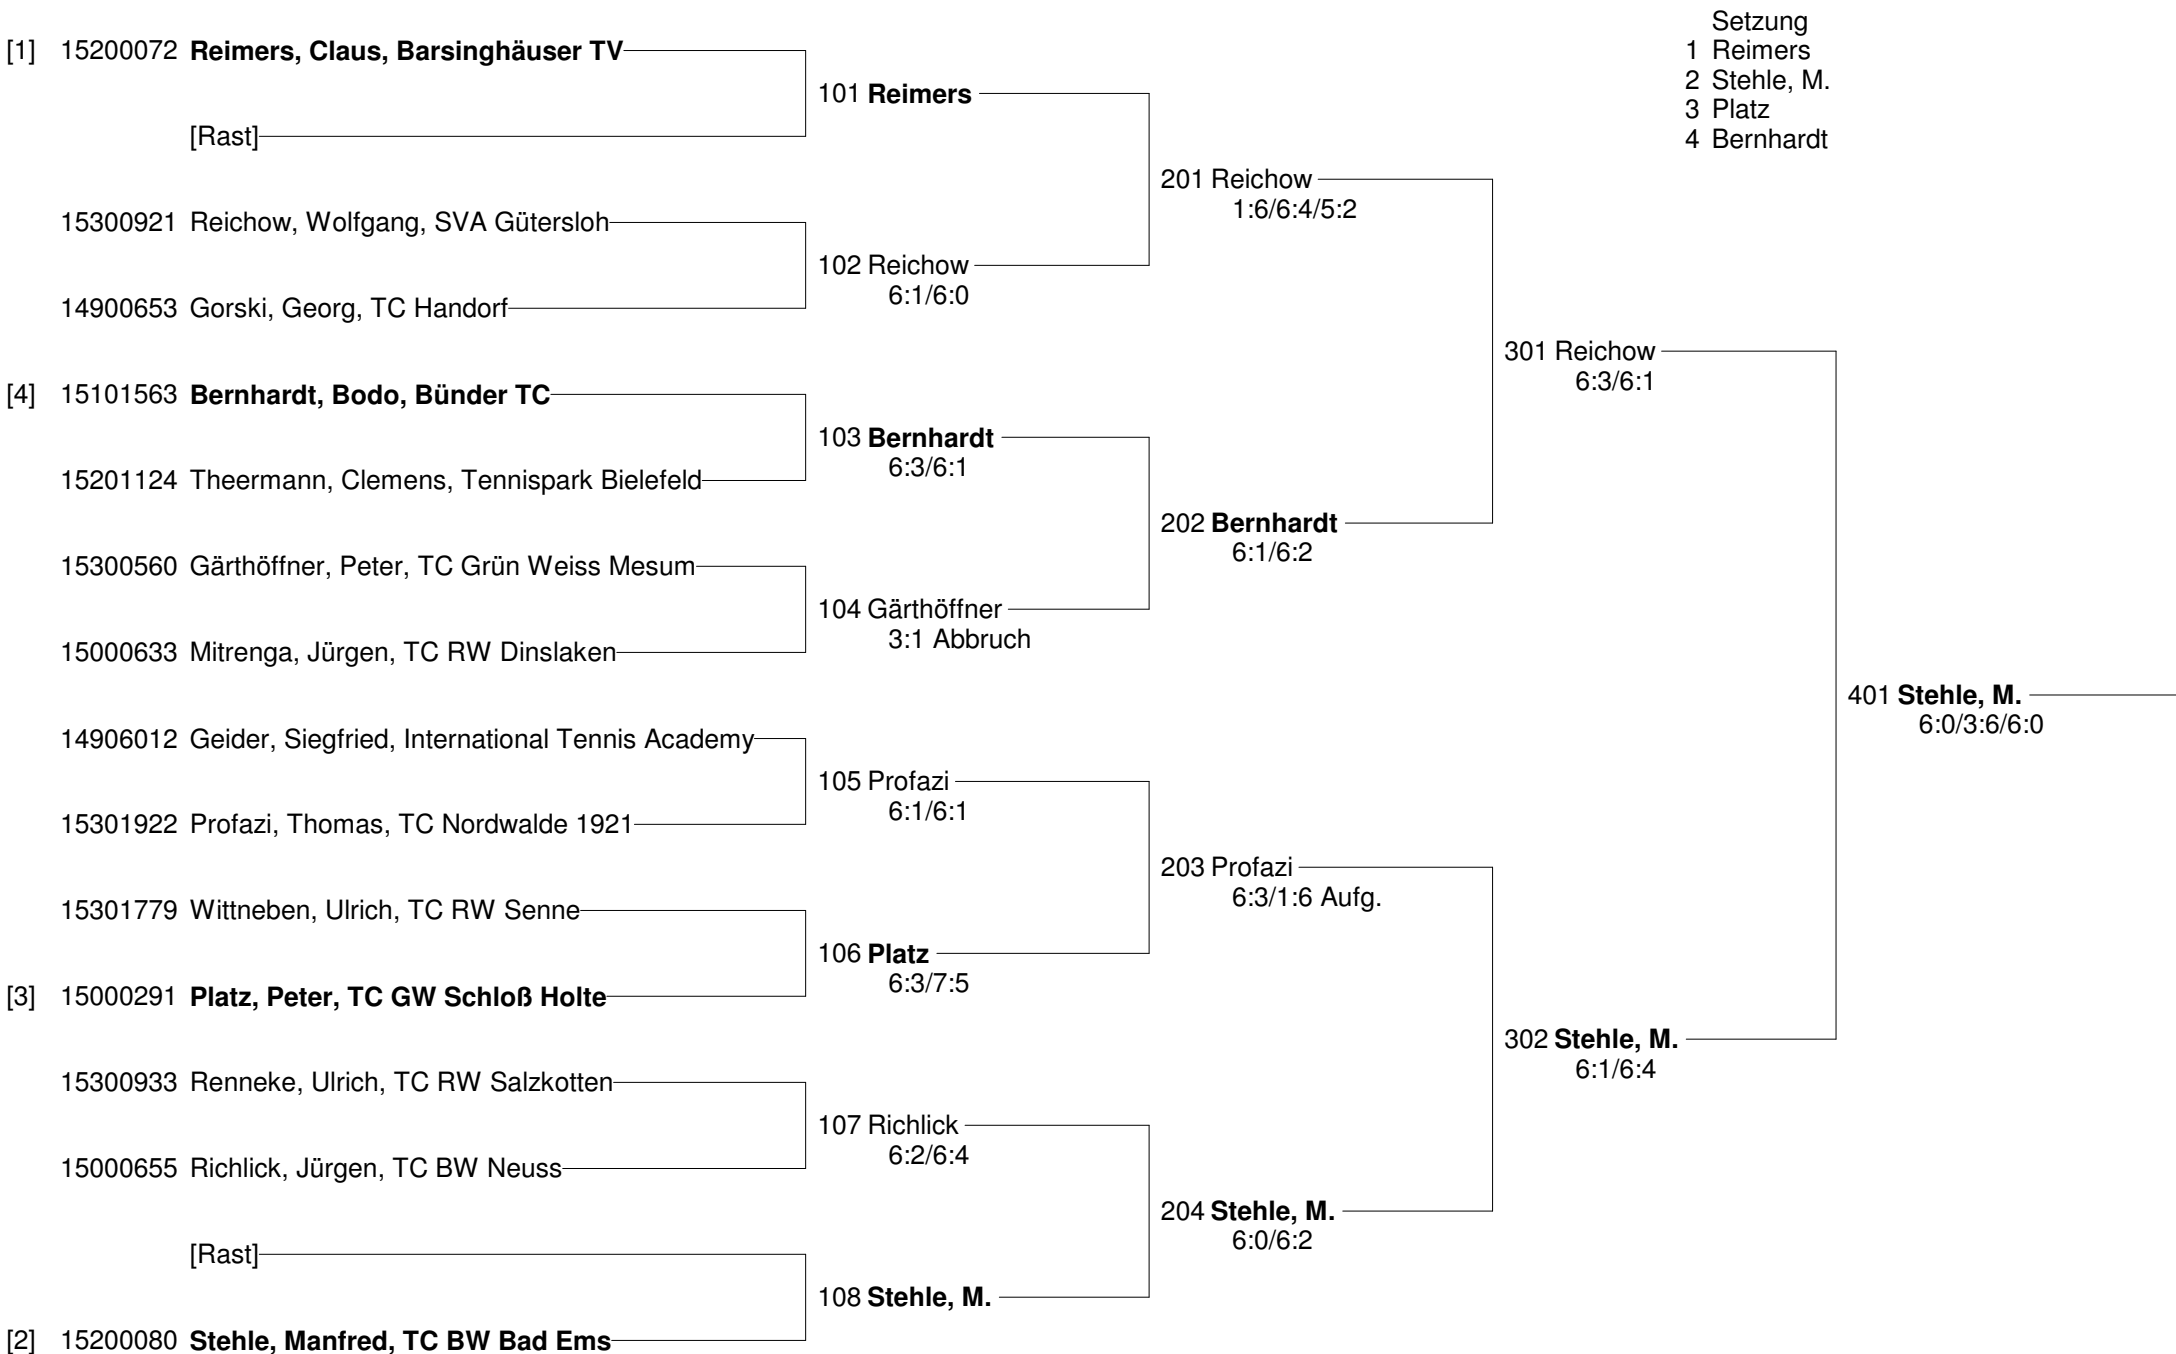 Setzung
1 Reimers
2 Stehle, M.
3 Platz
4 Bernhardt
[1] 15200072 Reimers, Claus, Barsinghäuser TV
101 Reimers
[Rast]
201 Reichow
1:6/6:4/5:2
15300921 Reichow, Wolfgang, SVA Gütersloh
102 Reichow
6:1/6:0
14900653 Gorski, Georg, TC Handorf
301 Reichow
6:3/6:1
[4] 15101563 Bernhardt, Bodo, Bünder TC
103 Bernhardt
6:3/6:1
15201124 Theermann, Clemens, Tennispark Bielefeld
202 Bernhardt
6:1/6:2
15300560 Gärthöffner, Peter, TC Grün Weiss Mesum
104 Gärthöffner
3:1 Abbruch
15000633 Mitrenga, Jürgen, TC RW Dinslaken
401 Stehle, M.
6:0/3:6/6:0
14906012 Geider, Siegfried, International Tennis Academy
105 Profazi
6:1/6:1
15301922 Profazi, Thomas, TC Nordwalde 1921
203 Profazi
6:3/1:6 Aufg.
15301779 Wittneben, Ulrich, TC RW Senne
106 Platz
6:3/7:5
[3] 15000291 Platz, Peter, TC GW Schloß Holte
302 Stehle, M.
6:1/6:4
15300933 Renneke, Ulrich, TC RW Salzkotten
107 Richlick
6:2/6:4
15000655 Richlick, Jürgen, TC BW Neuss
204 Stehle, M.
6:0/6:2
[Rast]
108 Stehle, M.
[2] 15200080 Stehle, Manfred, TC BW Bad Ems